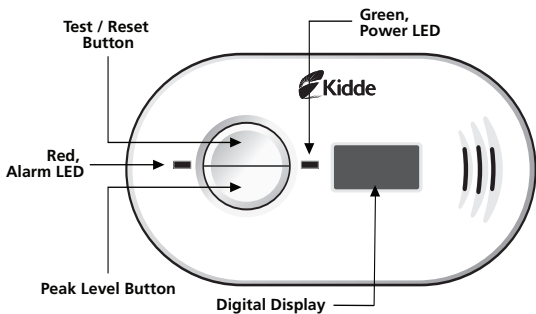 Test / Reset
Button
Green,
Power LED
Kidde
Red,
Alarm LED
Peak Level Button
Digital Display